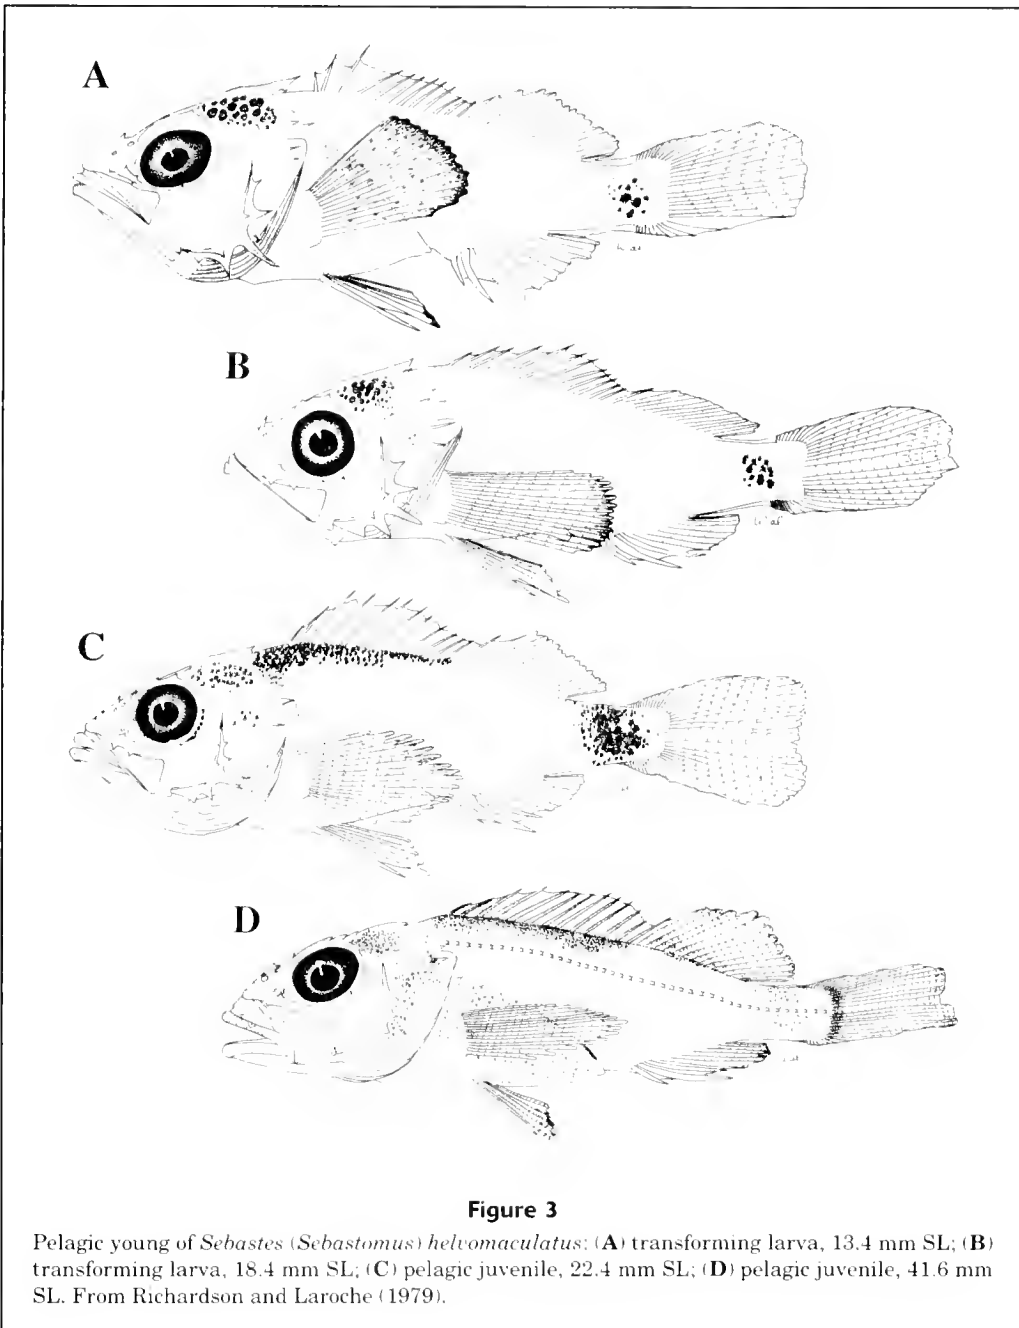 A
B
C
D
Figure 3
Pelagic young of Sebastes (Sebastomus) helvomaculatus: (A) transforming larva, 13.4 mm SL; (B)
transforming larva, 18.4 mm SL; (C) pelagic juvenile, 22.4 mm SL; (D) pelagic juvenile, 41.6 mm
SL. From Richardson and Laroche (1979).